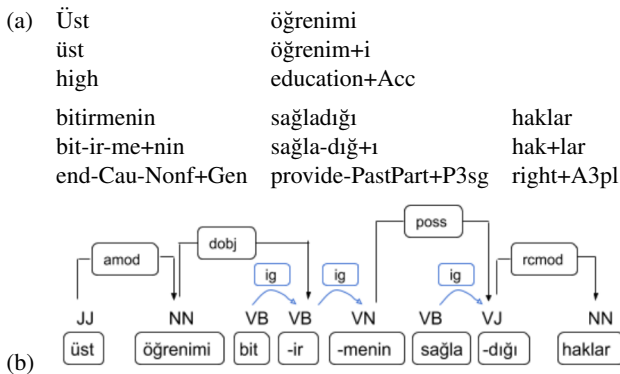 (a) Üst öğrenimi
üst öğrenim+i
high education+Acc
bitirmenin sağladığı haklar
bit-ir-me+nin sağla-dığ+ı hak+lar
end-Cau-Nonf+Gen provide-PastPart+P3sg right+A3pl
poss
dobj
amod rcmod
ig ig ig
JJ NN VB VB VN VB VJ NN
(b) üst öğrenimi bit -ir -menin sağla -dığı haklar